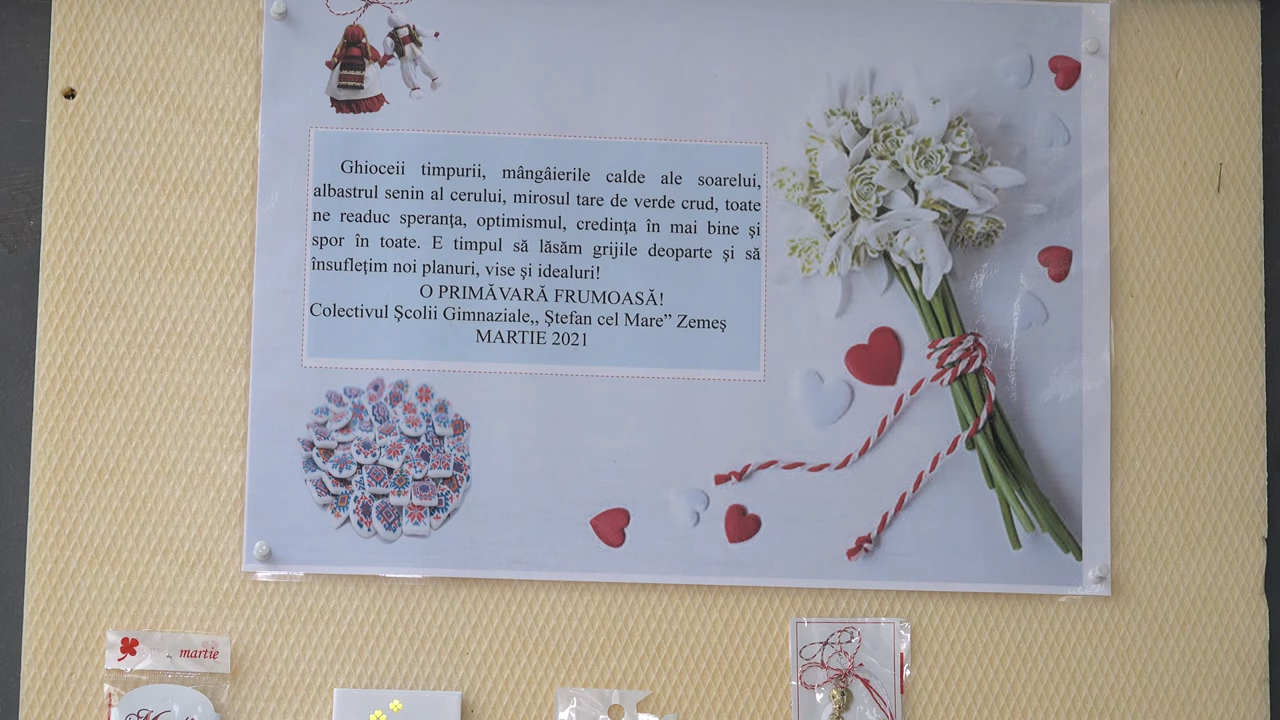 Ghioceii timpurii, mângâierile calde ale soarelui,
albastrul senin al cerului, mirosul tare de verde crud, toate
ne readuc speranța, optimismul, credința în mai bine și
spor în toate. E timpul să lăsăm grijile deoparte și să
însuflețim noi planuri, vise și idealuri!
O PRIMĂVARĂ FRUMOASĂ!
Colectivul Școlii Gimnaziale,, Ștefan cel Mare” Zemeș
MARTIE 2021
martie